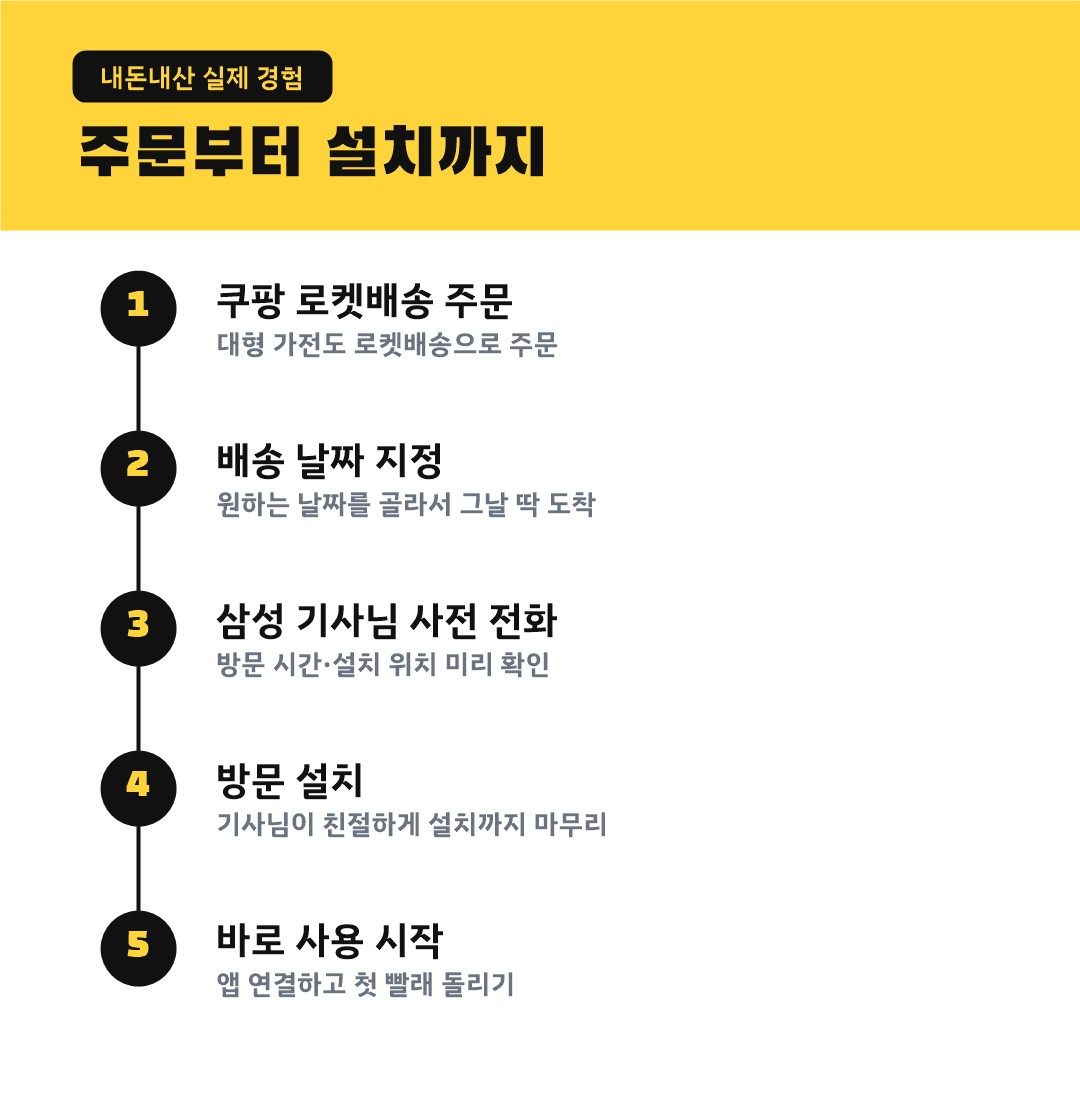 내돈내산 실제 경험
주문부터 설치까지
1
쿠팡 로켓배송 주문
대형 가전도 로켓배송으로 주문
2
배송 날짜 지정
원하는 날짜를 골라서 그날 딱 도착
3
삼성 기사님 사전 전화
방문 시간·설치 위치 미리 확인
4
방문 설치
기사님이 친절하게 설치까지 마무리
5
바로 사용 시작
앱 연결하고 첫 빨래 돌리기